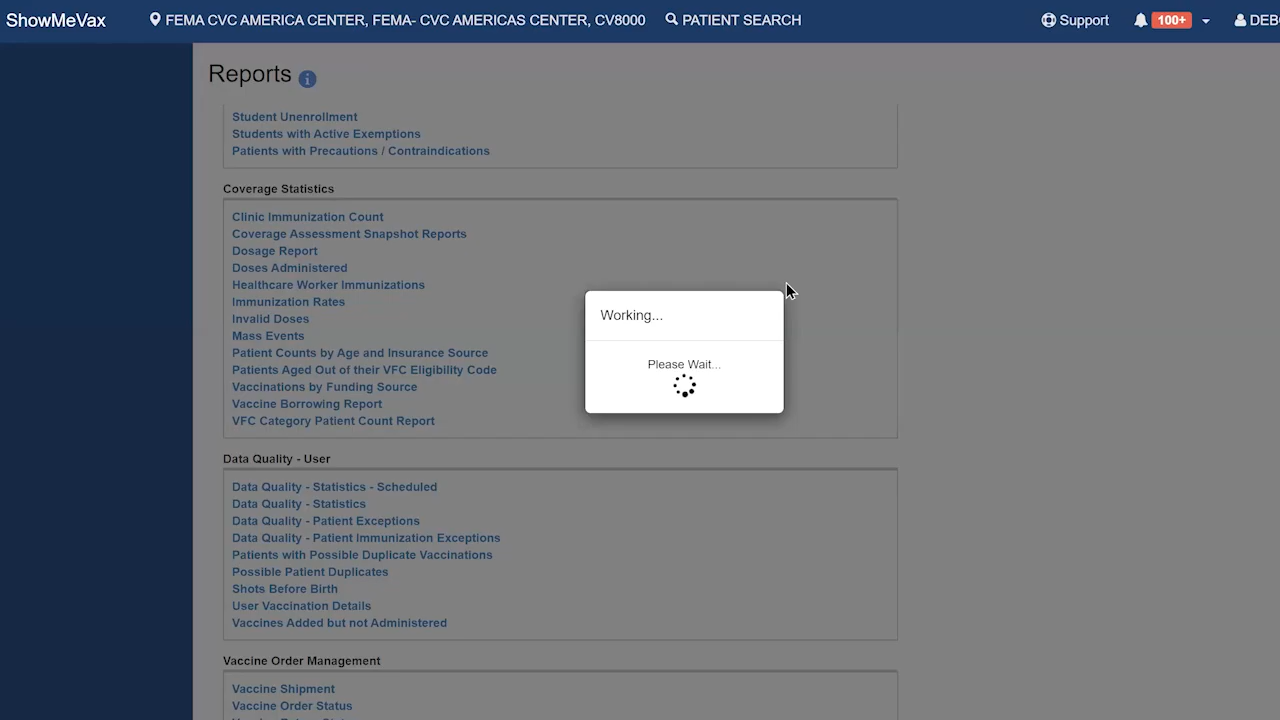 ShowMeVax FEMA CVC AMERICA CENTER, FEMA- CVC AMERICAS CENTER, CV8000 PATIENT SEARCH Support 100+ DEB
Reports
Student Unenrollment
Students with Active Exemptions
Patients with Precautions / Contraindications
Coverage Statistics
Clinic Immunization Count
Coverage Assessment Snapshot Reports
Dosage Report
Doses Administered
Healthcare Worker Immunizations
Immunization Rates
Invalid Doses
Mass Events
Patient Counts by Age and Insurance Source
Patients Aged Out of their VFC Eligibility Code
Vaccinations by Funding Source
Vaccine Borrowing Report
VFC Category Patient Count Report
Working...
Please Wait...
Data Quality - User
Data Quality - Statistics - Scheduled
Data Quality - Statistics
Data Quality - Patient Exceptions
Data Quality - Patient Immunization Exceptions
Patients with Possible Duplicate Vaccinations
Possible Patient Duplicates
Shots Before Birth
User Vaccination Details
Vaccines Added but not Administered
Vaccine Order Management
Vaccine Shipment
Vaccine Order Status